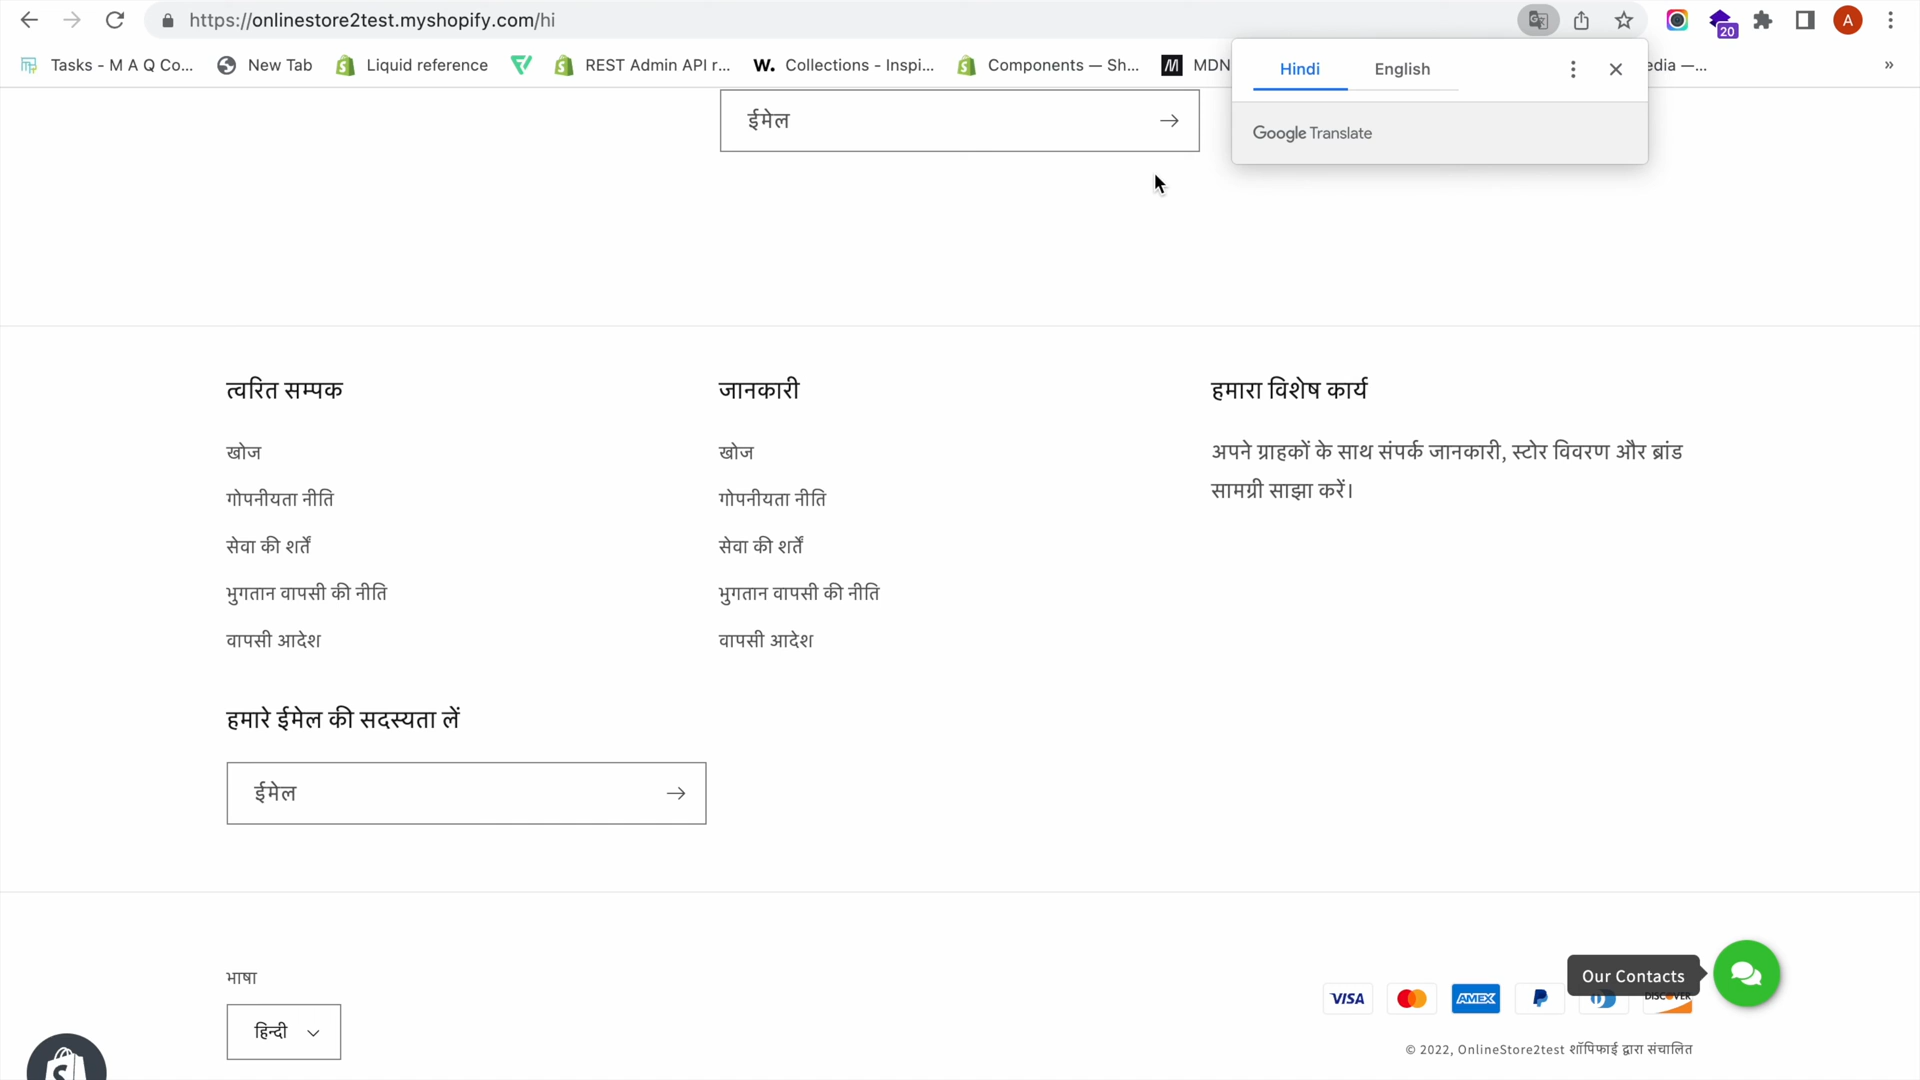 https://onlinestore2test.myshopify.com/hi
20
A
Tasks - M A Q Co...
New Tab
Liquid reference
REST Admin API r...
W. Collections - Inspi...
Components — Sh...
M MDN
edia —...
»
Hindi
English
Google Translate
ईमेल
त्वरित सम्पक
खोज
गोपनीयता नीति
सेवा की शर्तें
भुगतान वापसी की नीति
वापसी आदेश
जानकारी
खोज
गोपनीयता नीति
सेवा की शर्तें
भुगतान वापसी की नीति
वापसी आदेश
हमारा विशेष कार्य
अपने ग्राहकों के साथ संपर्क जानकारी, स्टोर विवरण और ब्रांड
सामग्री साझा करें।
हमारे ईमेल की सदस्यता लें
ईमेल
भाषा
हिन्दी
Our Contacts
VISA
AMEX
DISCOVER
© 2022, OnlineStore2test शॉपिफाई द्वारा संचालित